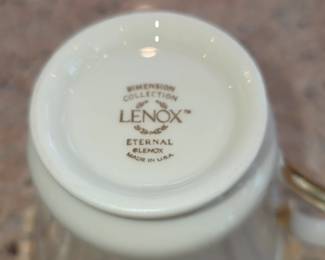 DIMENSION
COLLECTION
LENOX™
ETERNAL
©LENOX
MADE IN U.S.A.